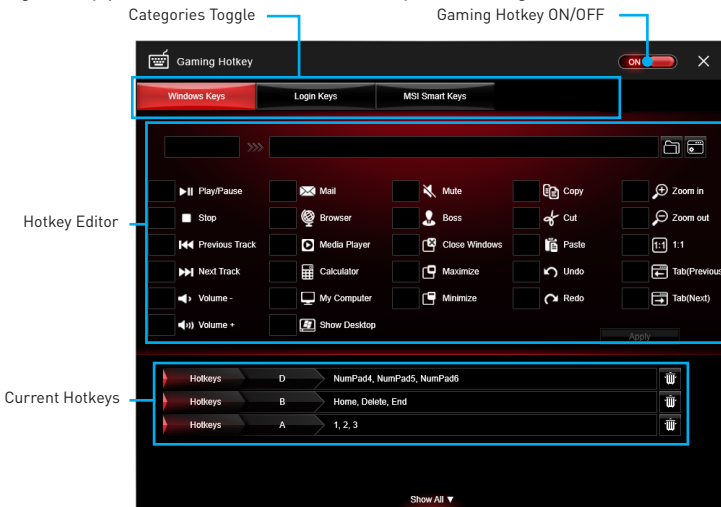 Categories Toggle
Gaming Hotkey ON/OFF
Gaming Hotkey
ON
Windows Keys
Login Keys
MSI Smart Keys
Hotkey Editor
Play/Pause
Mail
Mute
Copy
Zoom in
Stop
Browser
Boss
Cut
Zoom out
Previous Track
Media Player
Close Windows
Paste
1:1 1:1
Next Track
Calculator
Maximize
Undo
Tab(Previous
Volume -
My Computer
Minimize
Redo
Tab(Next)
Volume +
Show Desktop
Apply
Current Hotkeys
Hotkeys D NumPad4, NumPad5, NumPad6
Hotkeys B Home, Delete, End
Hotkeys A 1, 2, 3
Show All ▼